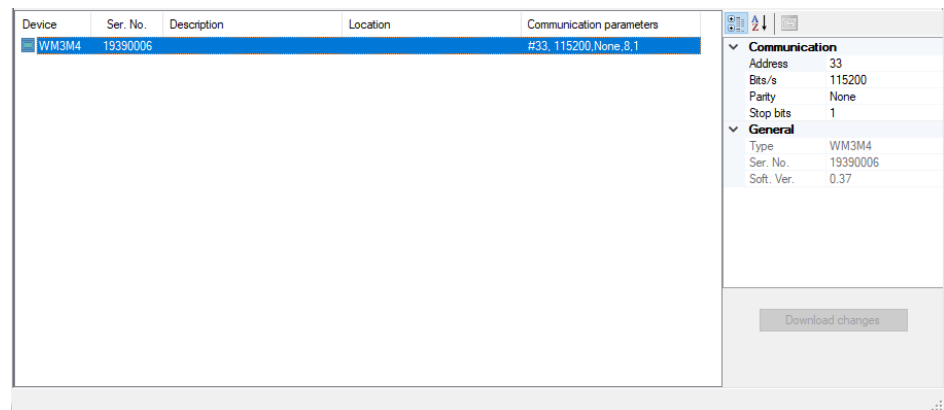 Device Ser. No. Description Location Communication parameters
WM3M4 19390006 #33, 115200,None,8,1
Communication
Address 33
Bits/s 115200
Parity None
Stop bits 1
General
Type WM3M4
Ser. No. 19390006
Soft. Ver. 0.37
Download changes